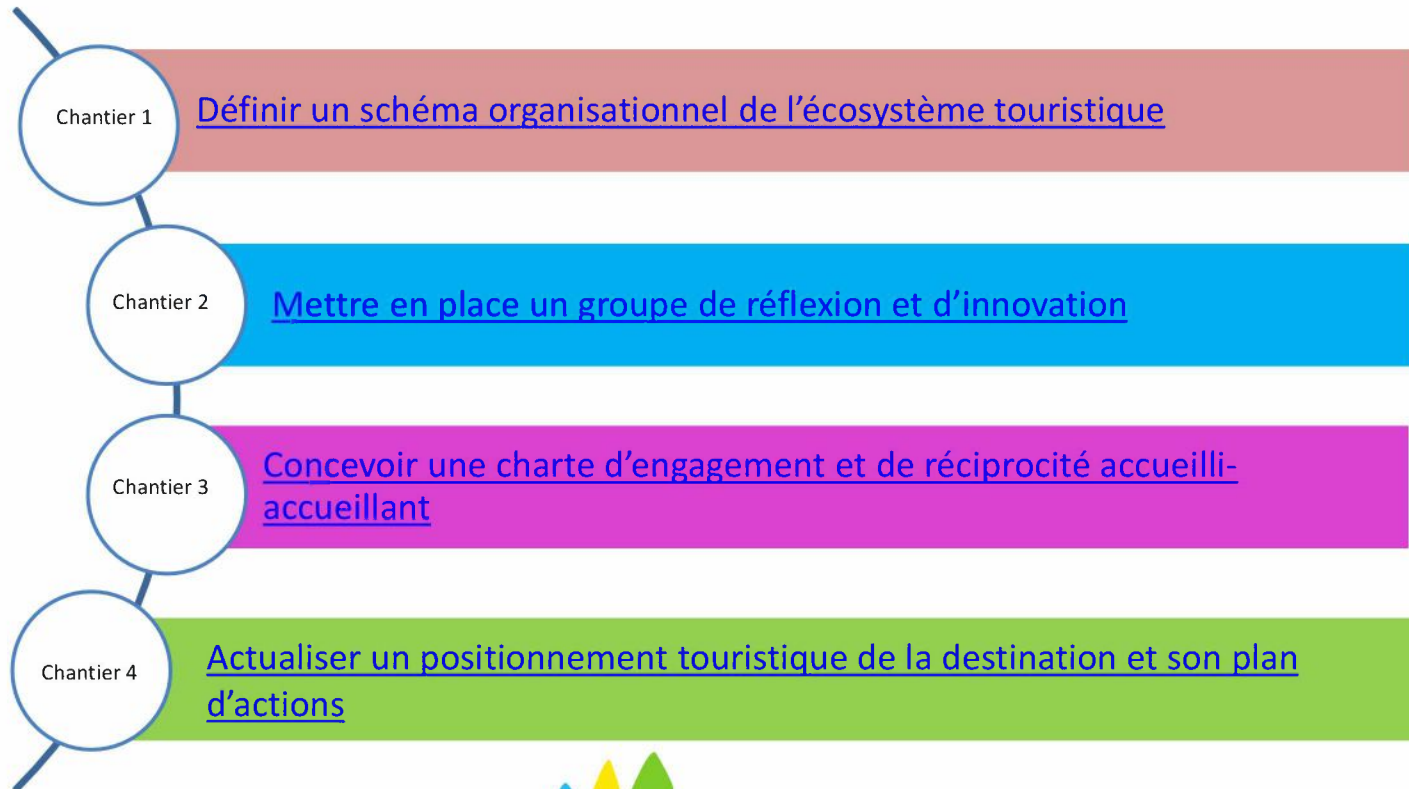 Chantier 1
Définir un schéma organisationnel de l’écosystème touristique
Chantier 2
Mettre en place un groupe de réflexion et d’innovation
Chantier 3
Concevoir une charte d’engagement et de réciprocité accueilli-
accueillant
Chantier 4
Actualiser un positionnement touristique de la destination et son plan
d’actions